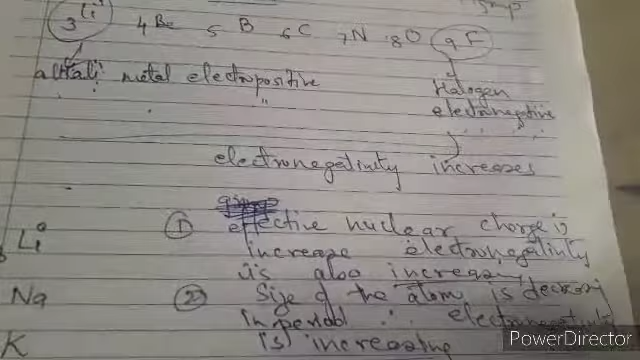 3Li 4Be 5B 6C 7N 8O 9F
alkali metal electropositive
Halogen
electronegative
electronegativity increases
Li
Na
K
① effective nuclear charge is
increase electronegativity
is also increasing
② Size of the atom is decreasing
in period ∴ electronegativity
is increasing
PowerDirector